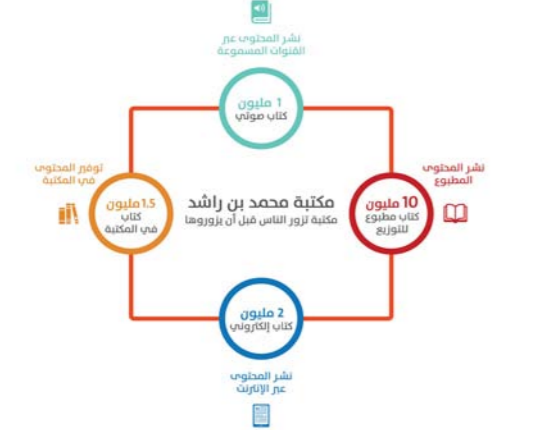 نشر المحتوى عبر
القنوات المسموعة
1 مليون
كتاب صوتي
نشر المحتوى
المطبوع
10 مليون
كتاب مطبوع
للتوزيع
مكتبة محمد بن راشد
مكتبة تزور الناس قبل أن يزوروها
توفير المحتوى
في المكتبة
1.5 مليون
كتاب
في المكتبة
2 مليون
كتاب إلكتروني
نشر المحتوى
عبر الإنترنت